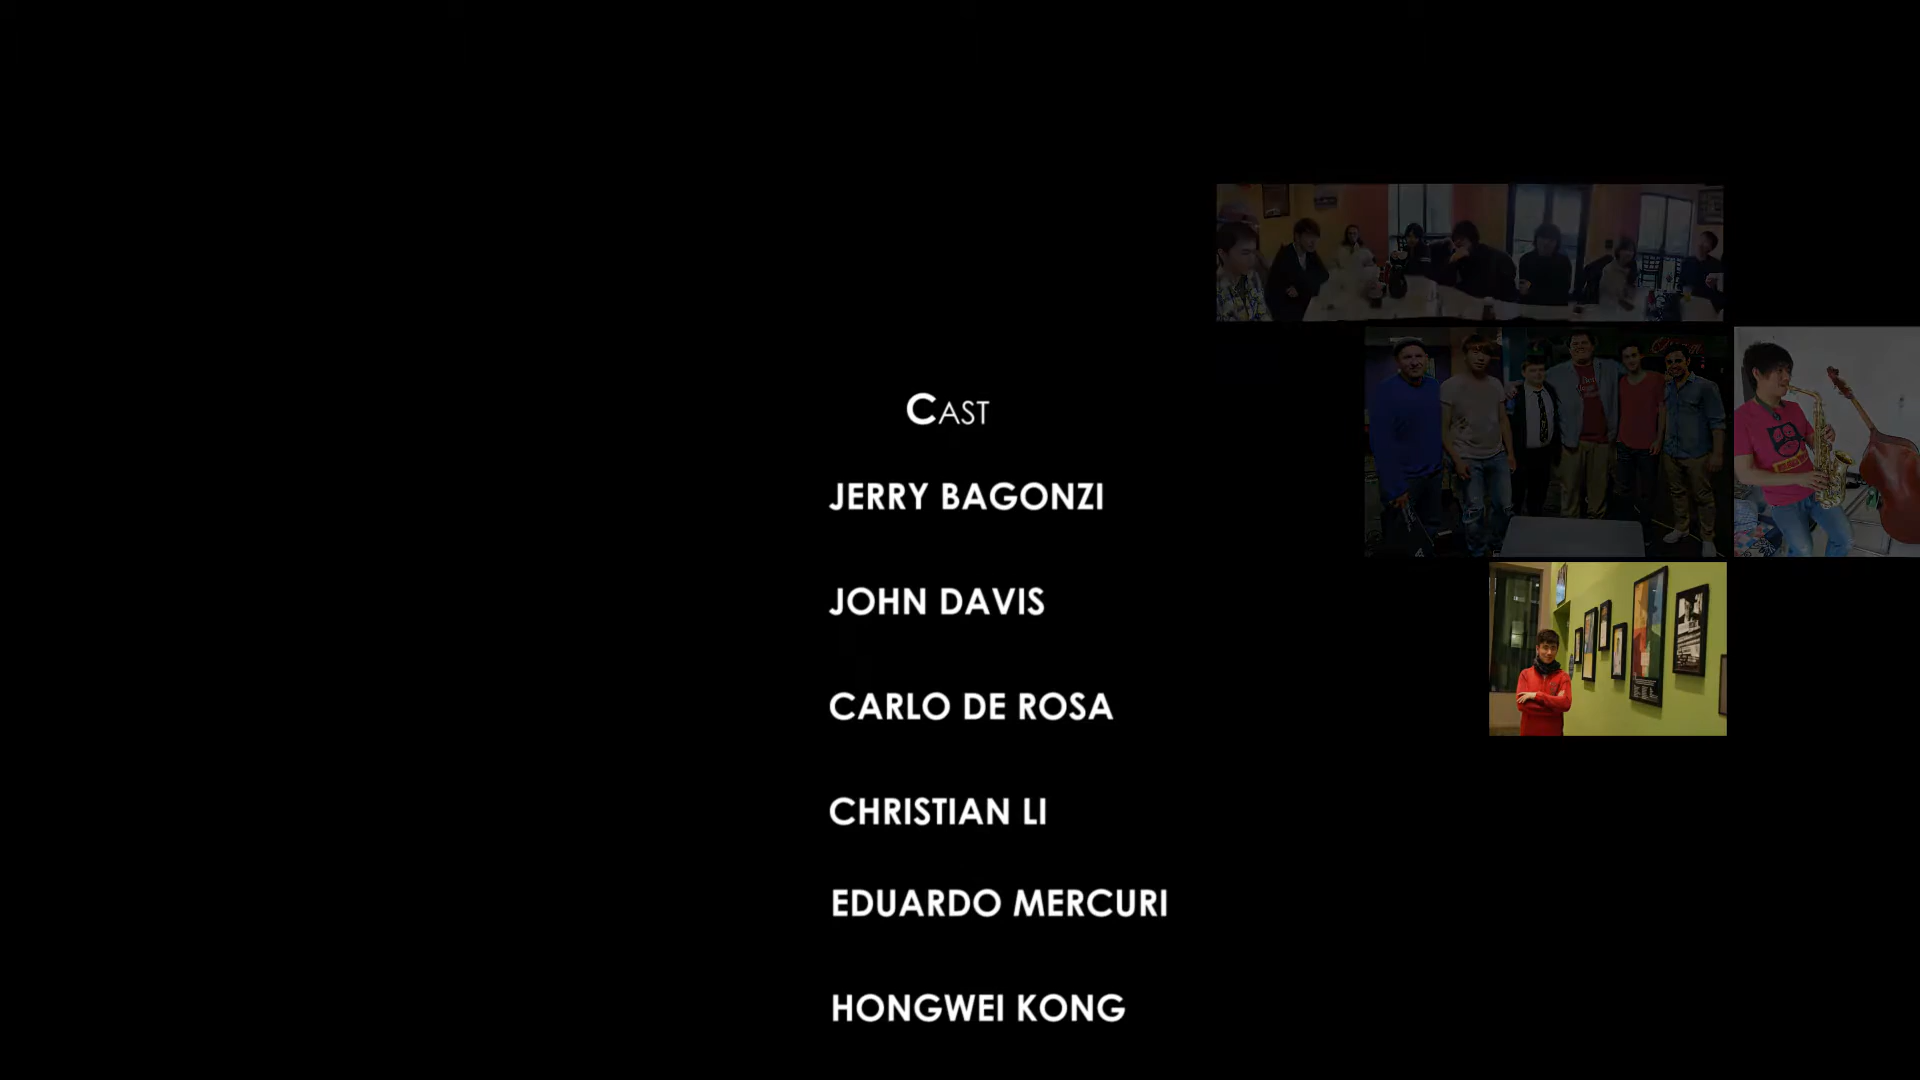 CAST
JERRY BAGONZI
JOHN DAVIS
CARLO DE ROSA
CHRISTIAN LI
EDUARDO MERCURI
HONGWEI KONG